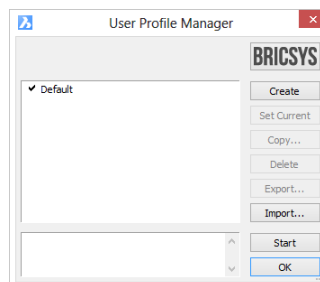 User Profile Manager
BRICSYS
Default
Create
Set Current
Copy...
Delete
Export...
Import...
Start
OK